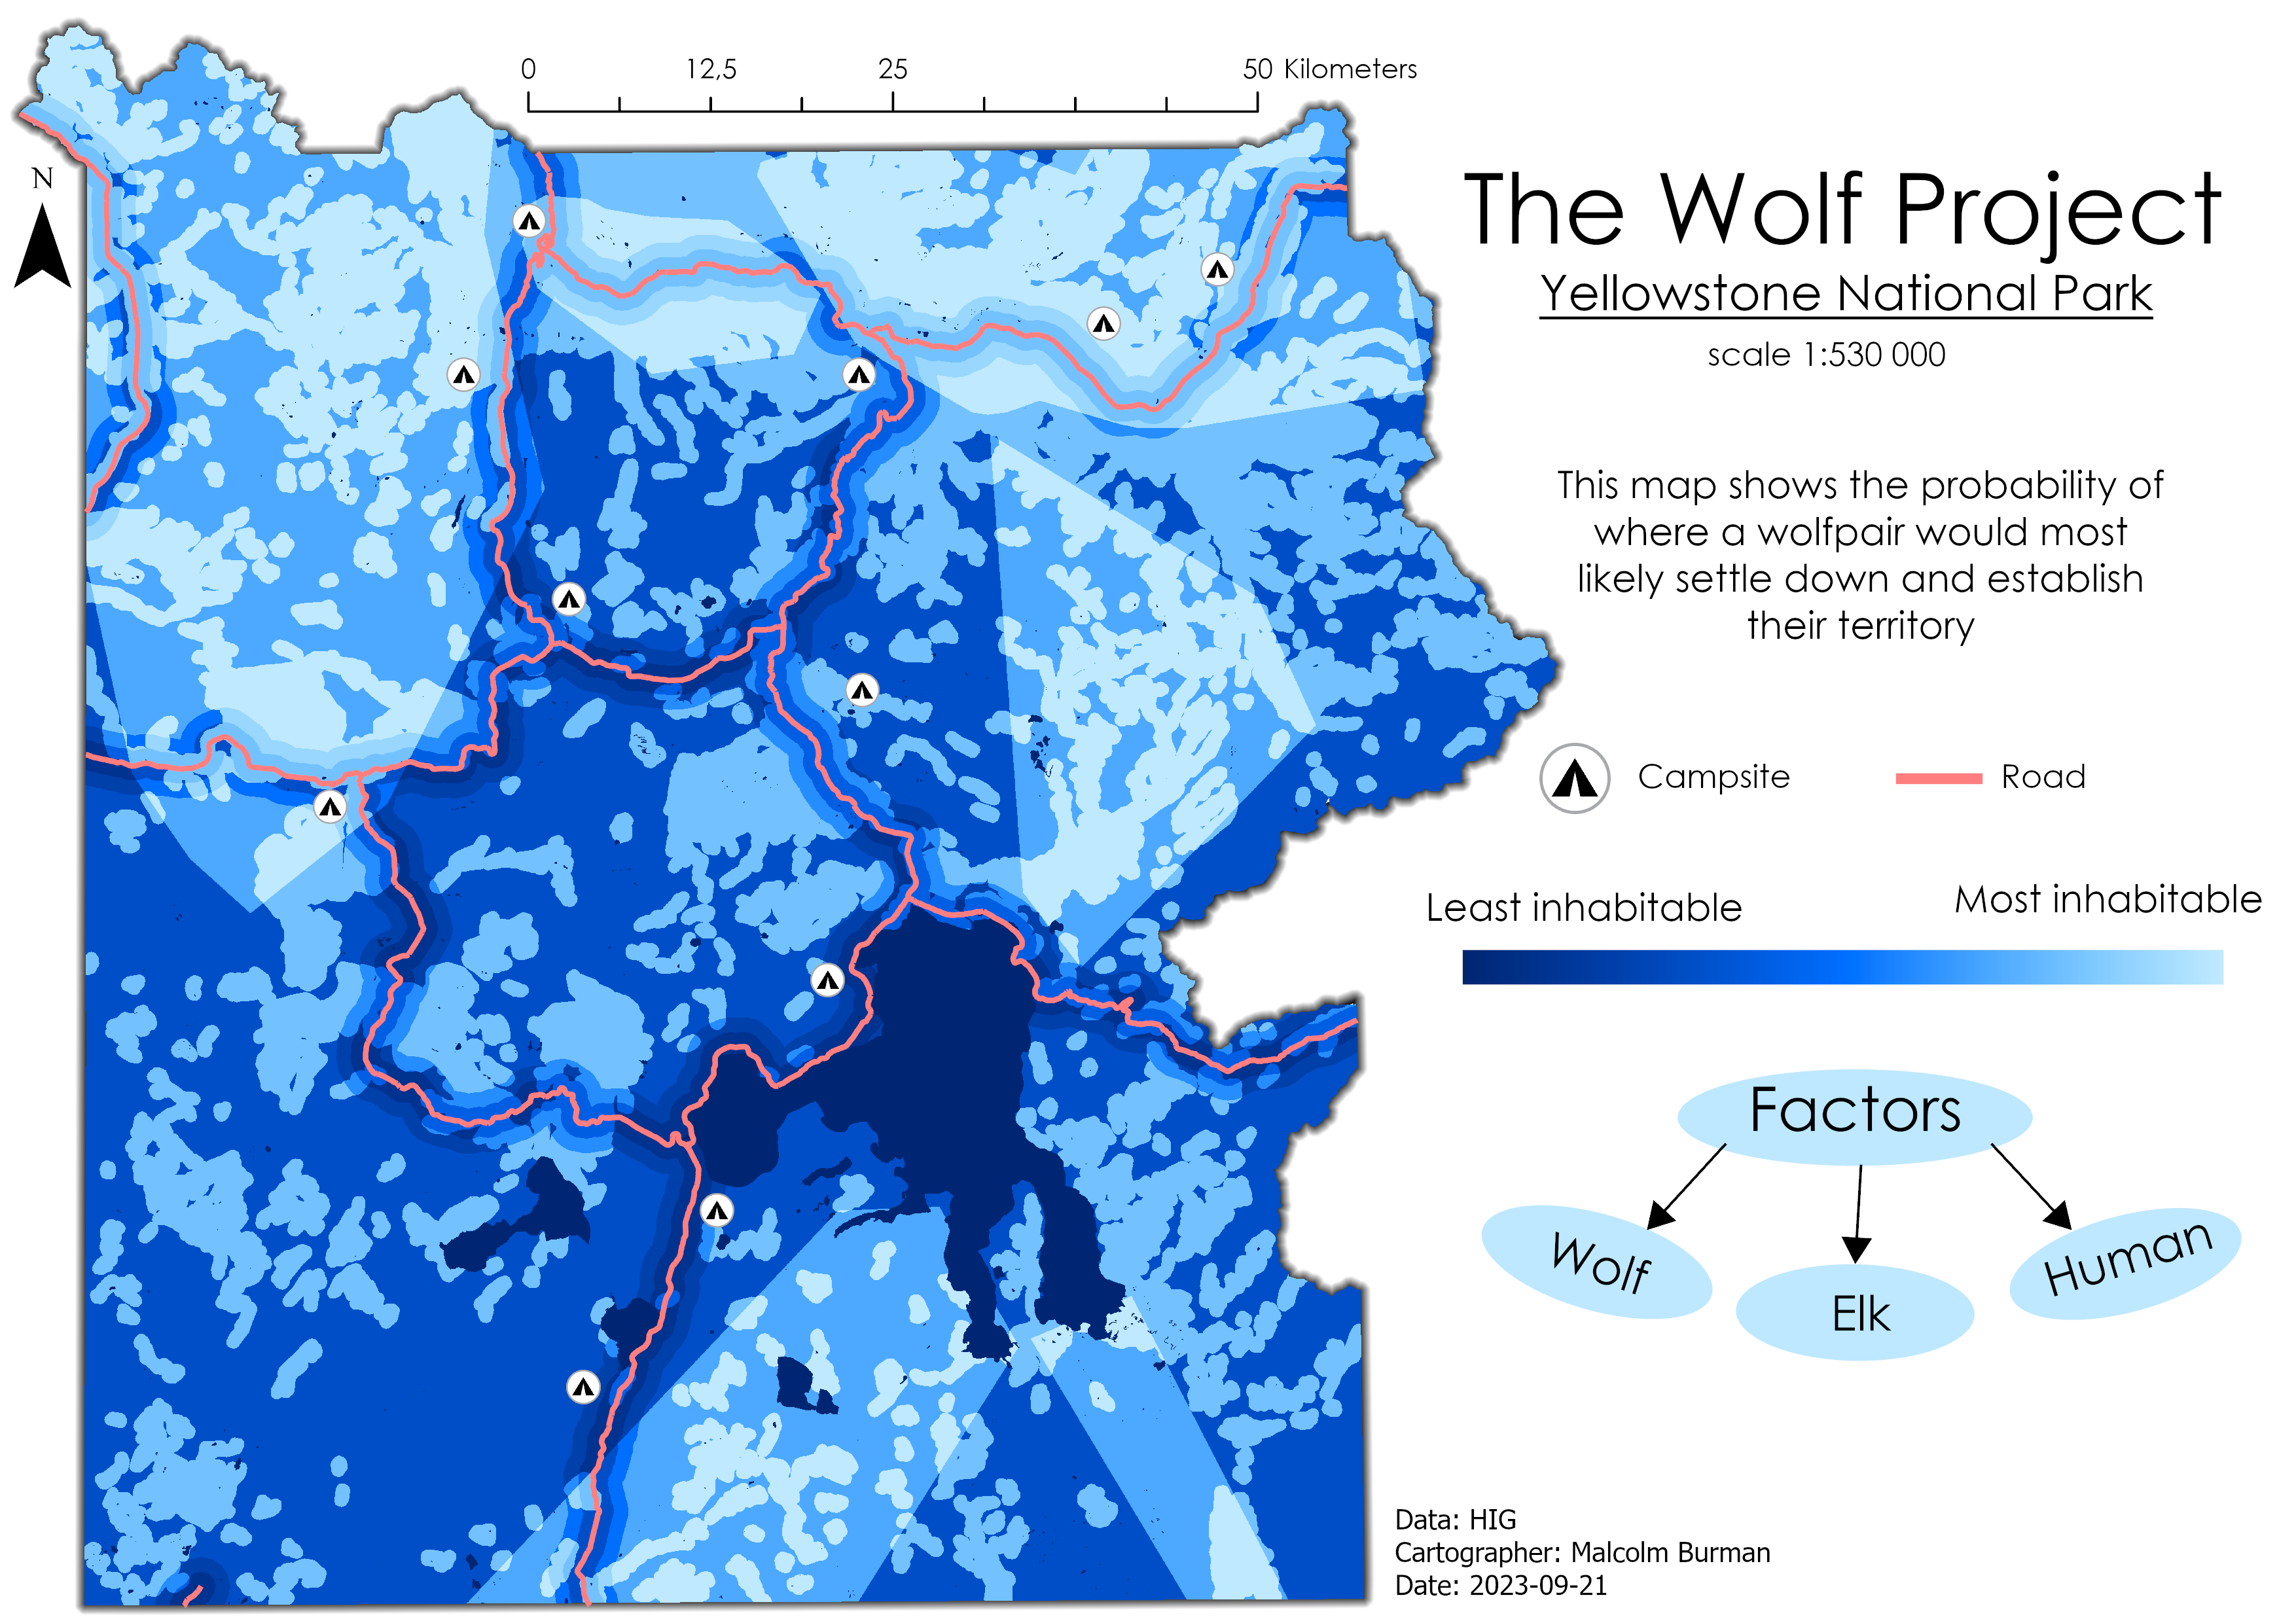 0 12,5 25 50 Kilometers
N
The Wolf Project
Yellowstone National Park
scale 1:530 000
This map shows the probability of
where a wolfpair would most
likely settle down and establish
their territory
Campsite
Road
Least inhabitable
Most inhabitable
Factors
Wolf
Elk
Human
Data: HIG
Cartographer: Malcolm Burman
Date: 2023-09-21